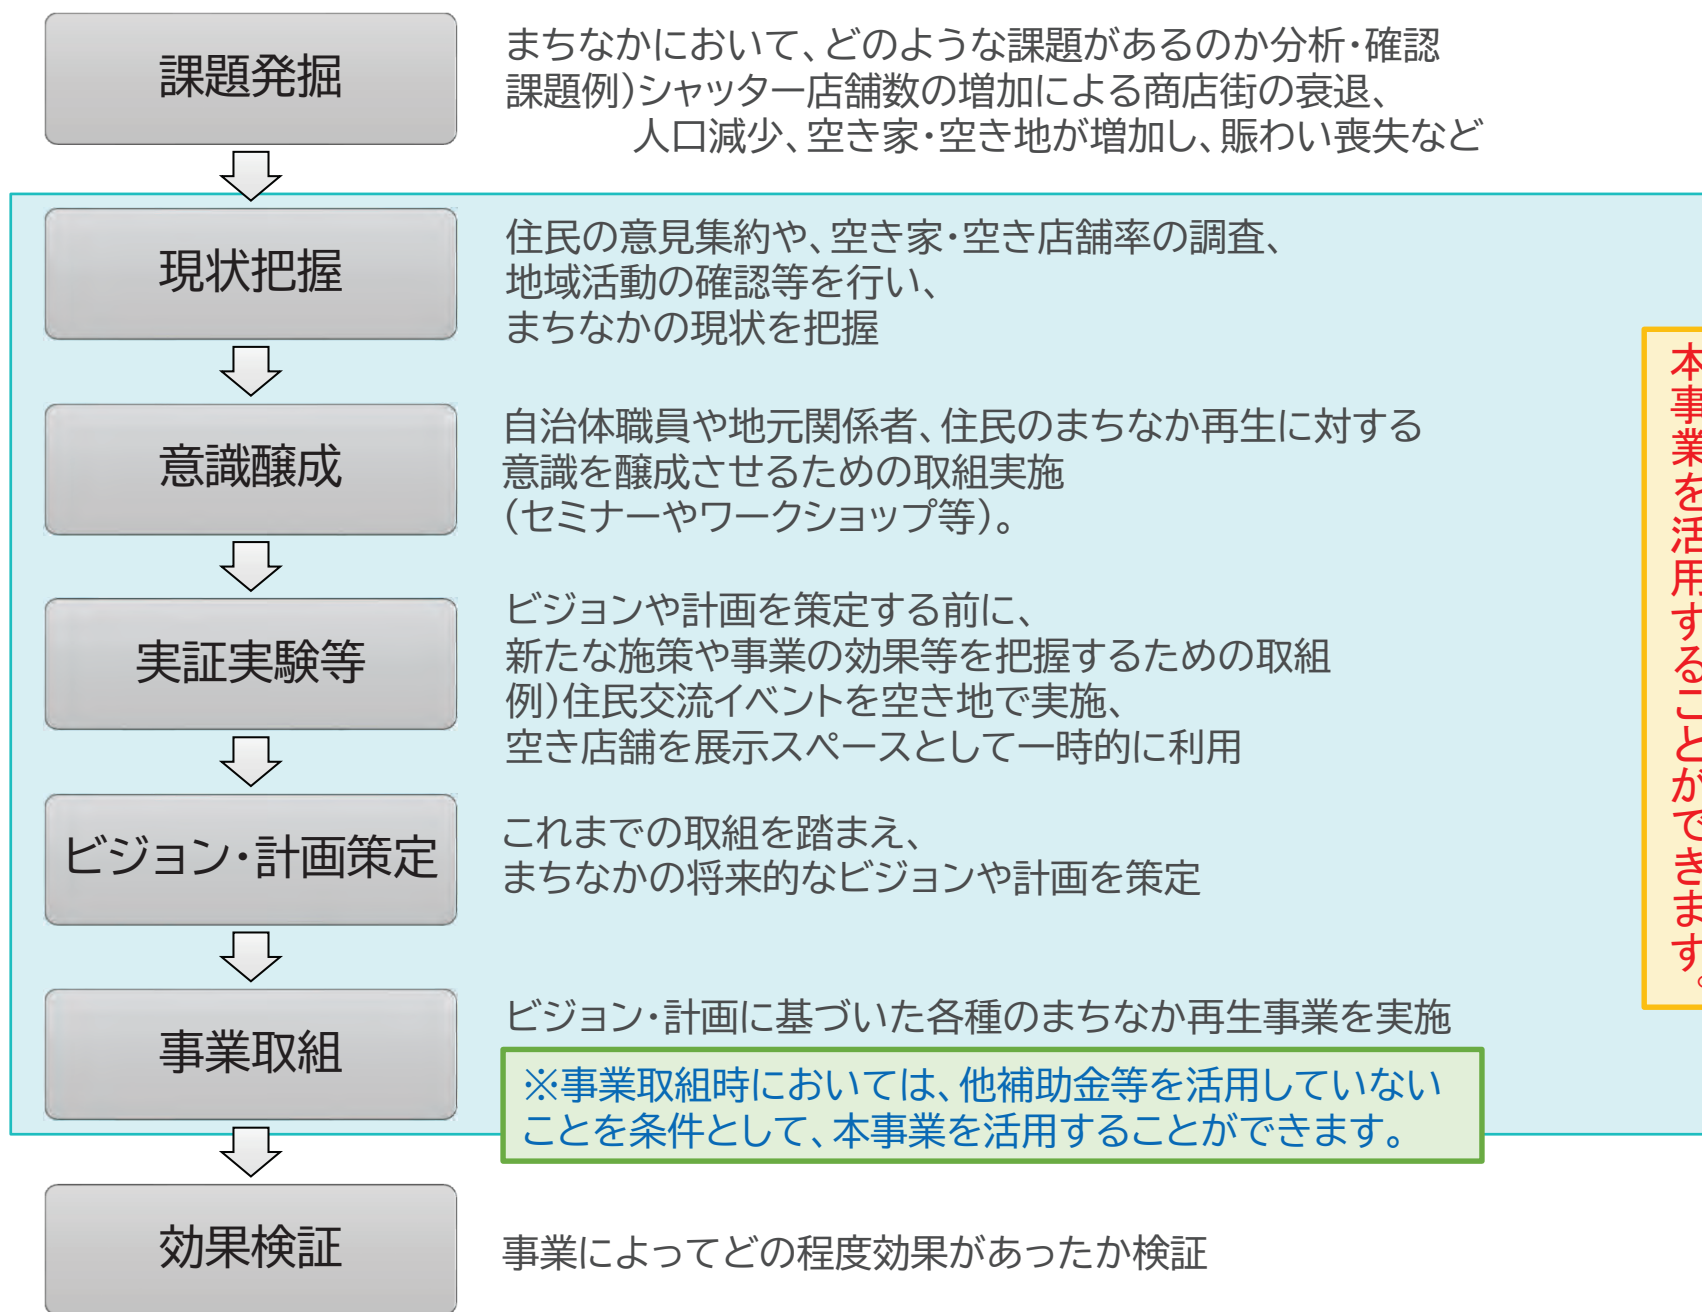 課題発掘
まちなかにおいて、どのような課題があるのか分析・確認
課題例)シャッター店舗数の増加による商店街の衰退、
人口減少、空き家・空き地が増加し、賑わい喪失など
現状把握
住民の意見集約や、空き家・空き店舗率の調査、
地域活動の確認等を行い、
まちなかの現状を把握
意識醸成
自治体職員や地元関係者、住民のまちなか再生に対する
意識を醸成させるための取組実施
(セミナーやワークショップ等)。
実証実験等
ビジョンや計画を策定する前に、
新たな施策や事業の効果等を把握するための取組
例)住民交流イベントを空き地で実施、
空き店舗を展示スペースとして一時的に利用
ビジョン・計画策定
これまでの取組を踏まえ、
まちなかの将来的なビジョンや計画を策定
事業取組
ビジョン・計画に基づいた各種のまちなか再生事業を実施
※事業取組時においては、他補助金等を活用していない
ことを条件として、本事業を活用することができます。
効果検証
事業によってどの程度効果があったか検証
本事業を活用することができます。